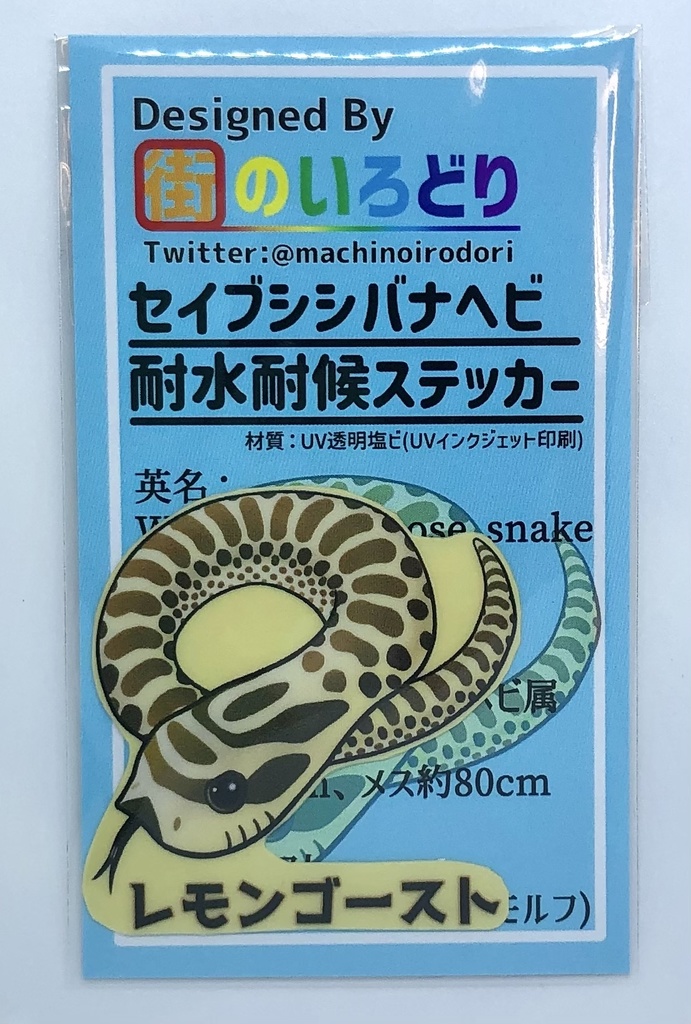 Designed By
街のいろどり
Twitter:@machinoirodori
セイブシシバナヘビ
耐水耐候ステッカー
材質：UV透明塩ビ(UVインクジェット印刷)
英名：
snake
ビ属
、メス約80cm
レモンゴースト
モルフ)